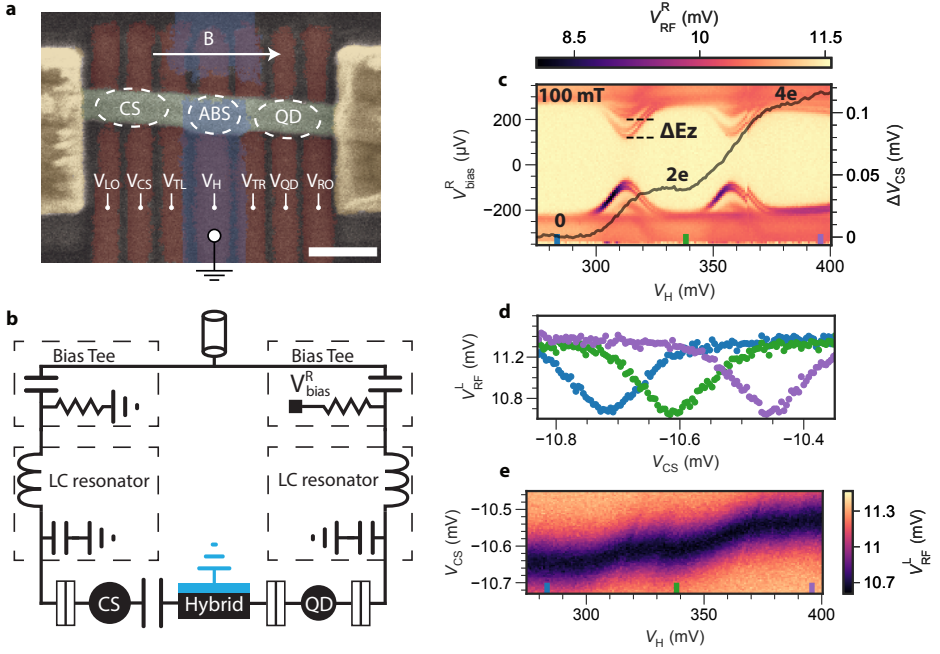 a
B
CS
ABS
QD
V_LO V_CS V_TL V_H V_TR V_QD V_RO
b
Bias Tee
Bias Tee
V^R_bias
LC resonator
LC resonator
CS
Hybrid
QD
V^R_RF (mV)
8.5 10 11.5
c
100 mT
4e
ΔEz
2e
0
200
0
−200
V^R_bias (µV)
0.1
0.05
0
ΔV_CS (mV)
300 350 400
V_H (mV)
d
11.2
10.8
V^L_RF (mV)
−10.8 −10.6 −10.4
V_CS (mV)
e
−10.5
−10.6
−10.7
V_CS (mV)
300 350 400
V_H (mV)
11.3
11
10.7
V^L_RF (mV)